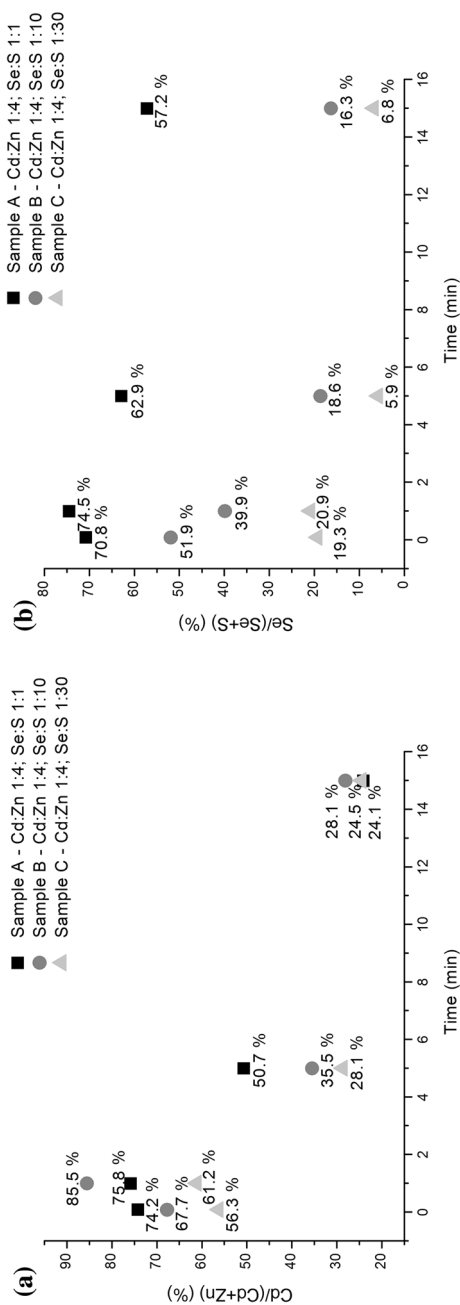 (a)
Sample A - Cd:Zn 1:4; Se:S 1:1
Sample B - Cd:Zn 1:4; Se:S 1:10
Sample C - Cd:Zn 1:4; Se:S 1:30
Cd/(Cd+Zn) (%)
90
80
70
60
50
40
30
20
85.5 %
75.8 %
74.2 %
67.7 %
61.2 %
56.3 %
50.7 %
35.5 %
28.1 %
28.1 %
24.5 %
24.1 %
0 2 4 6 8 10 12 14 16
Time (min)
(b)
Sample A - Cd:Zn 1:4; Se:S 1:1
Sample B - Cd:Zn 1:4; Se:S 1:10
Sample C - Cd:Zn 1:4; Se:S 1:30
Se/(Se+S) (%)
80
70
60
50
40
30
20
10
0
74.5 %
70.8 %
51.9 %
39.9 %
20.9 %
19.3 %
62.9 %
18.6 %
5.9 %
57.2 %
16.3 %
6.8 %
0 2 4 6 8 10 12 14 16
Time (min)